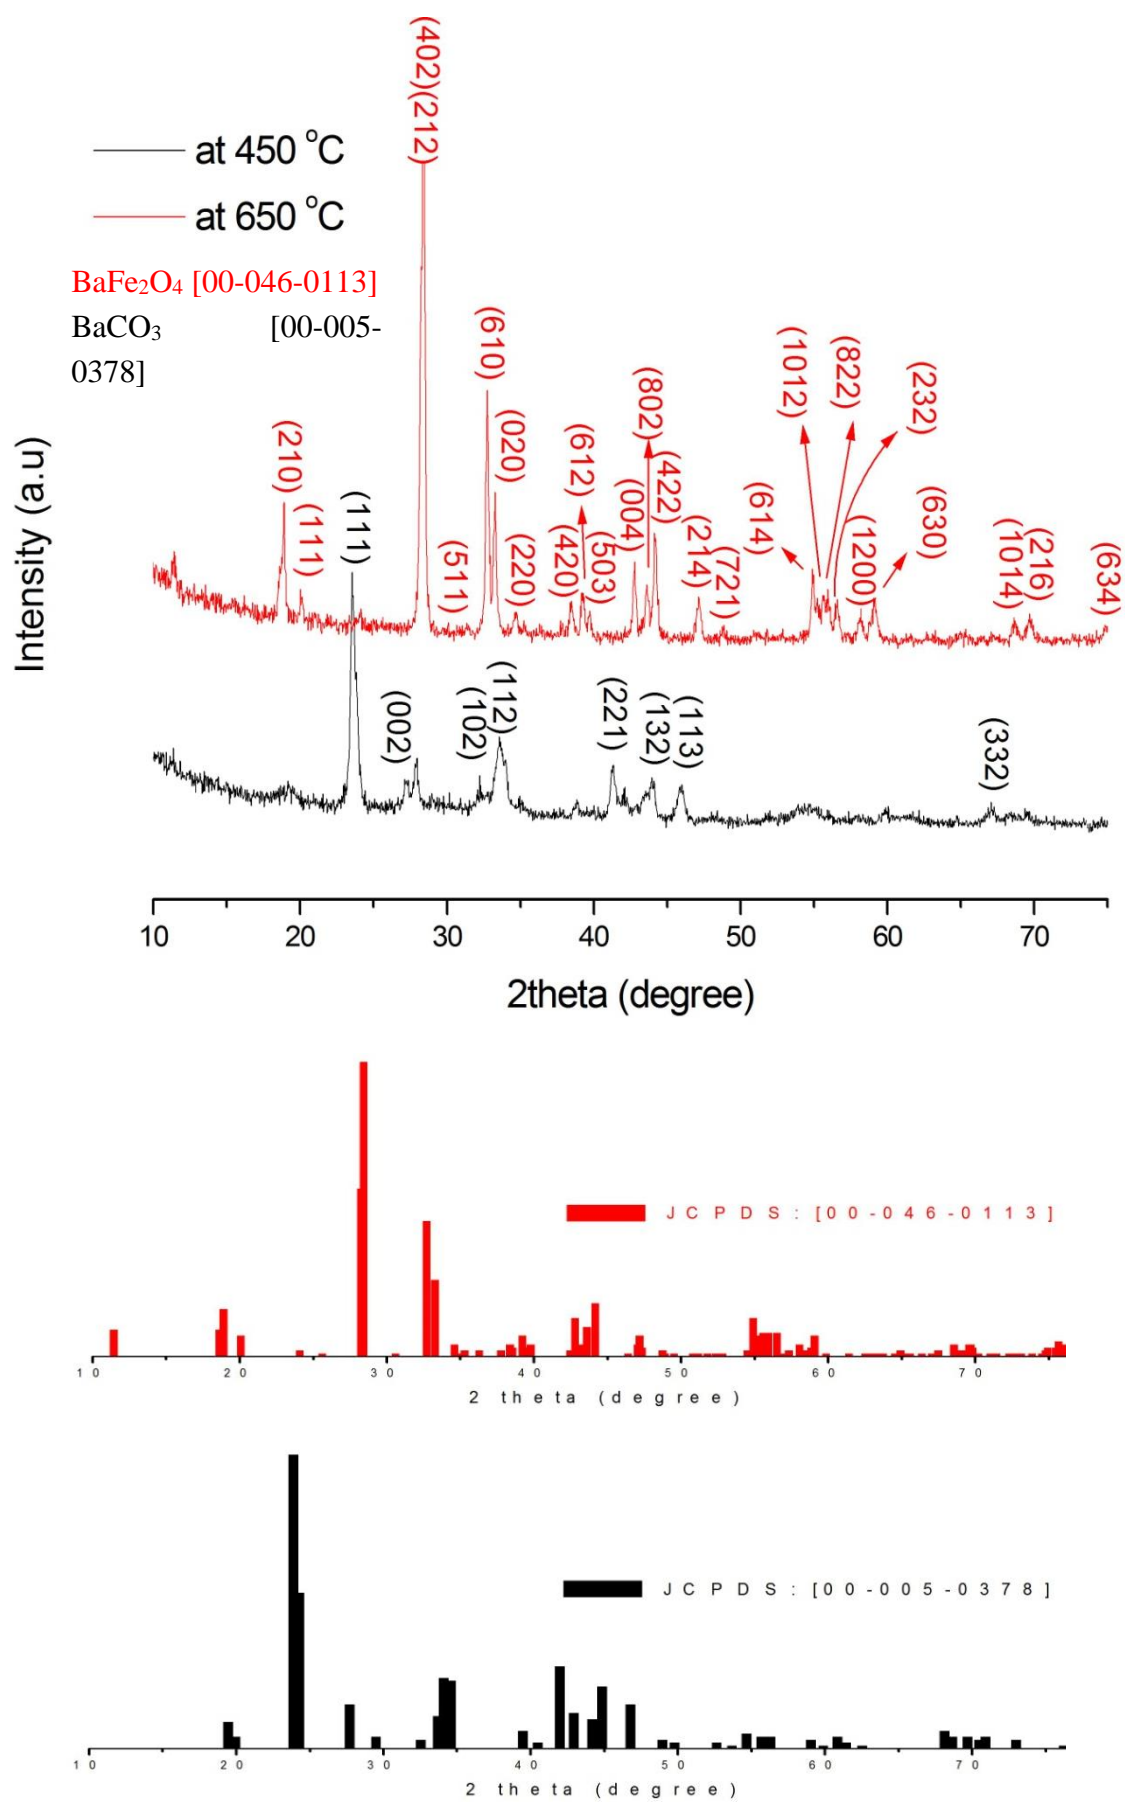 (402)(212)
at 450 °C
at 650 °C
BaFe₂O₄ [00-046-0113]
BaCO₃ [00-005-
0378]
(210)
(111)
(511)
(610)
(020)
(220)
(420)
(612)
(503)
(004)
(802)
(422)
(214)
(721)
(614)
(1012)
(822)
(232)
(1200)
(630)
(1014)
(216)
(634)
(111)
(002)
(102)
(112)
(221)
(132)
(113)
(332)
Intensity (a.u)
10 20 30 40 50 60 70
2theta (degree)
JCPDS:[00-046-0113]
10 20 30 40 50 60 70
2 theta (degree)
JCPDS:[00-005-0378]
10 20 30 40 50 60 70
2 theta (degree)